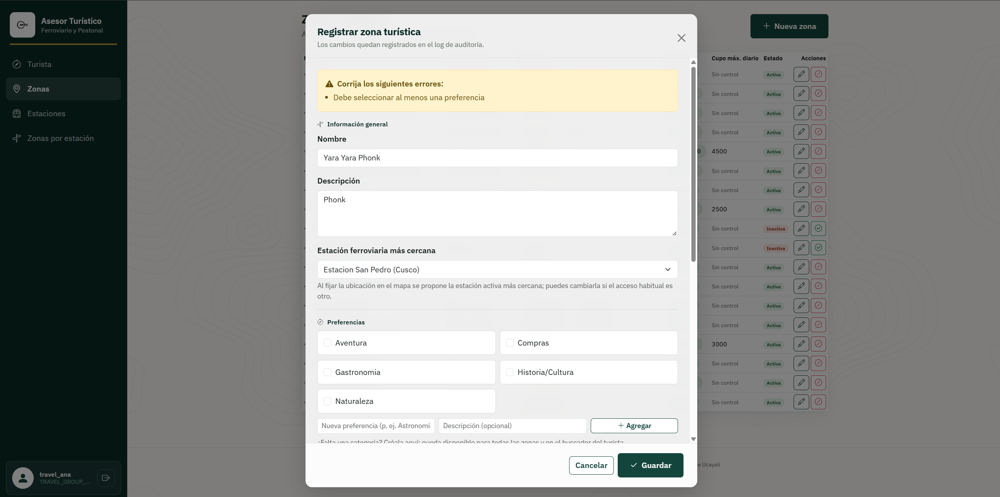 MTC
Asesor Turístico
Ferroviario y Peatonal
Turista
Zonas
Estaciones
Zonas por estación
travel_ana
TRAVEL_GROUP_...
Nueva zona
Registrar zona turística
Los cambios quedan registrados en el log de auditoría.
Corrija los siguientes errores:
Debe seleccionar al menos una preferencia
Información general
Nombre
Yara Yara Phonk
Descripción
Phonk
Estación ferroviaria más cercana
Estacion San Pedro (Cusco)
Al fijar la ubicación en el mapa se propone la estación activa más cercana; puedes cambiarla si el acceso habitual es
otro.
Preferencias
Aventura
Compras
Gastronomia
Historia/Cultura
Naturaleza
Nueva preferencia (p. ej. Astronomí
Descripción (opcional)
Agregar
¿Falta una categoría? Créala aquí: queda disponible para todas las zonas y en el buscador del turista.
Cancelar
Guardar
Cupo máx. diario Estado Acciones
Sin control Activa
Sin control Activa
Sin control Activa
Sin control Activa
0 4500 Activa
Sin control Activa
Sin control Activa
2500 Activa
Sin control Inactiva
Sin control Inactiva
Sin control Activa
Sin control Activa
Sin control Activa
Sin control Activa
3000 Activa
Sin control Activa
Sin control Activa
Sin control Activa
e Ucayali